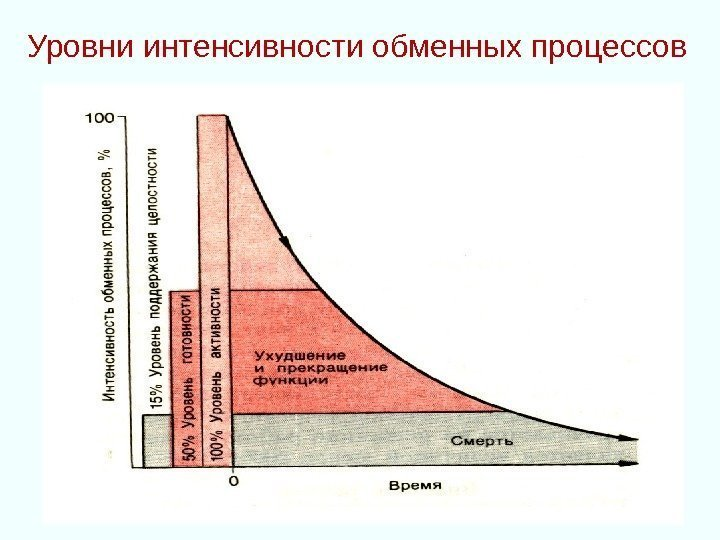 Уровни интенсивности обменных процессов
100
Интенсивность обменных процессов, %
15% Уровень поддержания целостности
50% Уровень готовности
100% Уровень активности
Ухудшение
и прекращение
функции
Смерть
0
Время